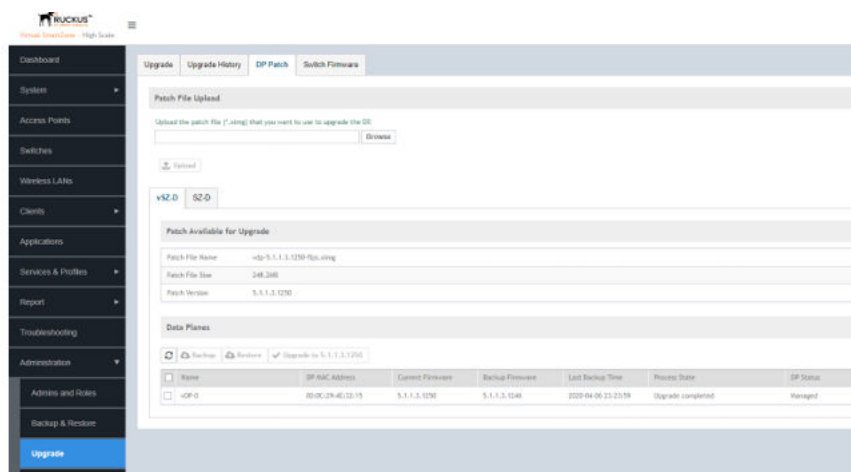 RUCKUS
Virtual SmartZone - High Scale
Dashboard
System
Access Points
Switches
Wireless LANs
Clients
Applications
Services & Profiles
Report
Troubleshooting
Administration
Admins and Roles
Backup & Restore
Upgrade
Upgrade Upgrade History DP Patch Switch Firmware
Patch File Upload
Upload the patch file (*.ximg) that you want to use to upgrade the DP.
Browse
Upload
vSZ-D SZ-D
Patch Available for Upgrade
Patch File Name vdp-5.1.1.3.1250-fips.ximg
Patch File Size
Patch Version 5.1.1.3.1250
Data Planes
Backup Restore Upgrade to 5.1.1.3.1250
Name DP MAC Address Current Firmware Backup Firmware Last Backup Time Process State DP Status
vDP-D 5.1.1.3.1250 5.1.1.3.1246 2020-04-06 23:23:59 Upgrade completed Managed